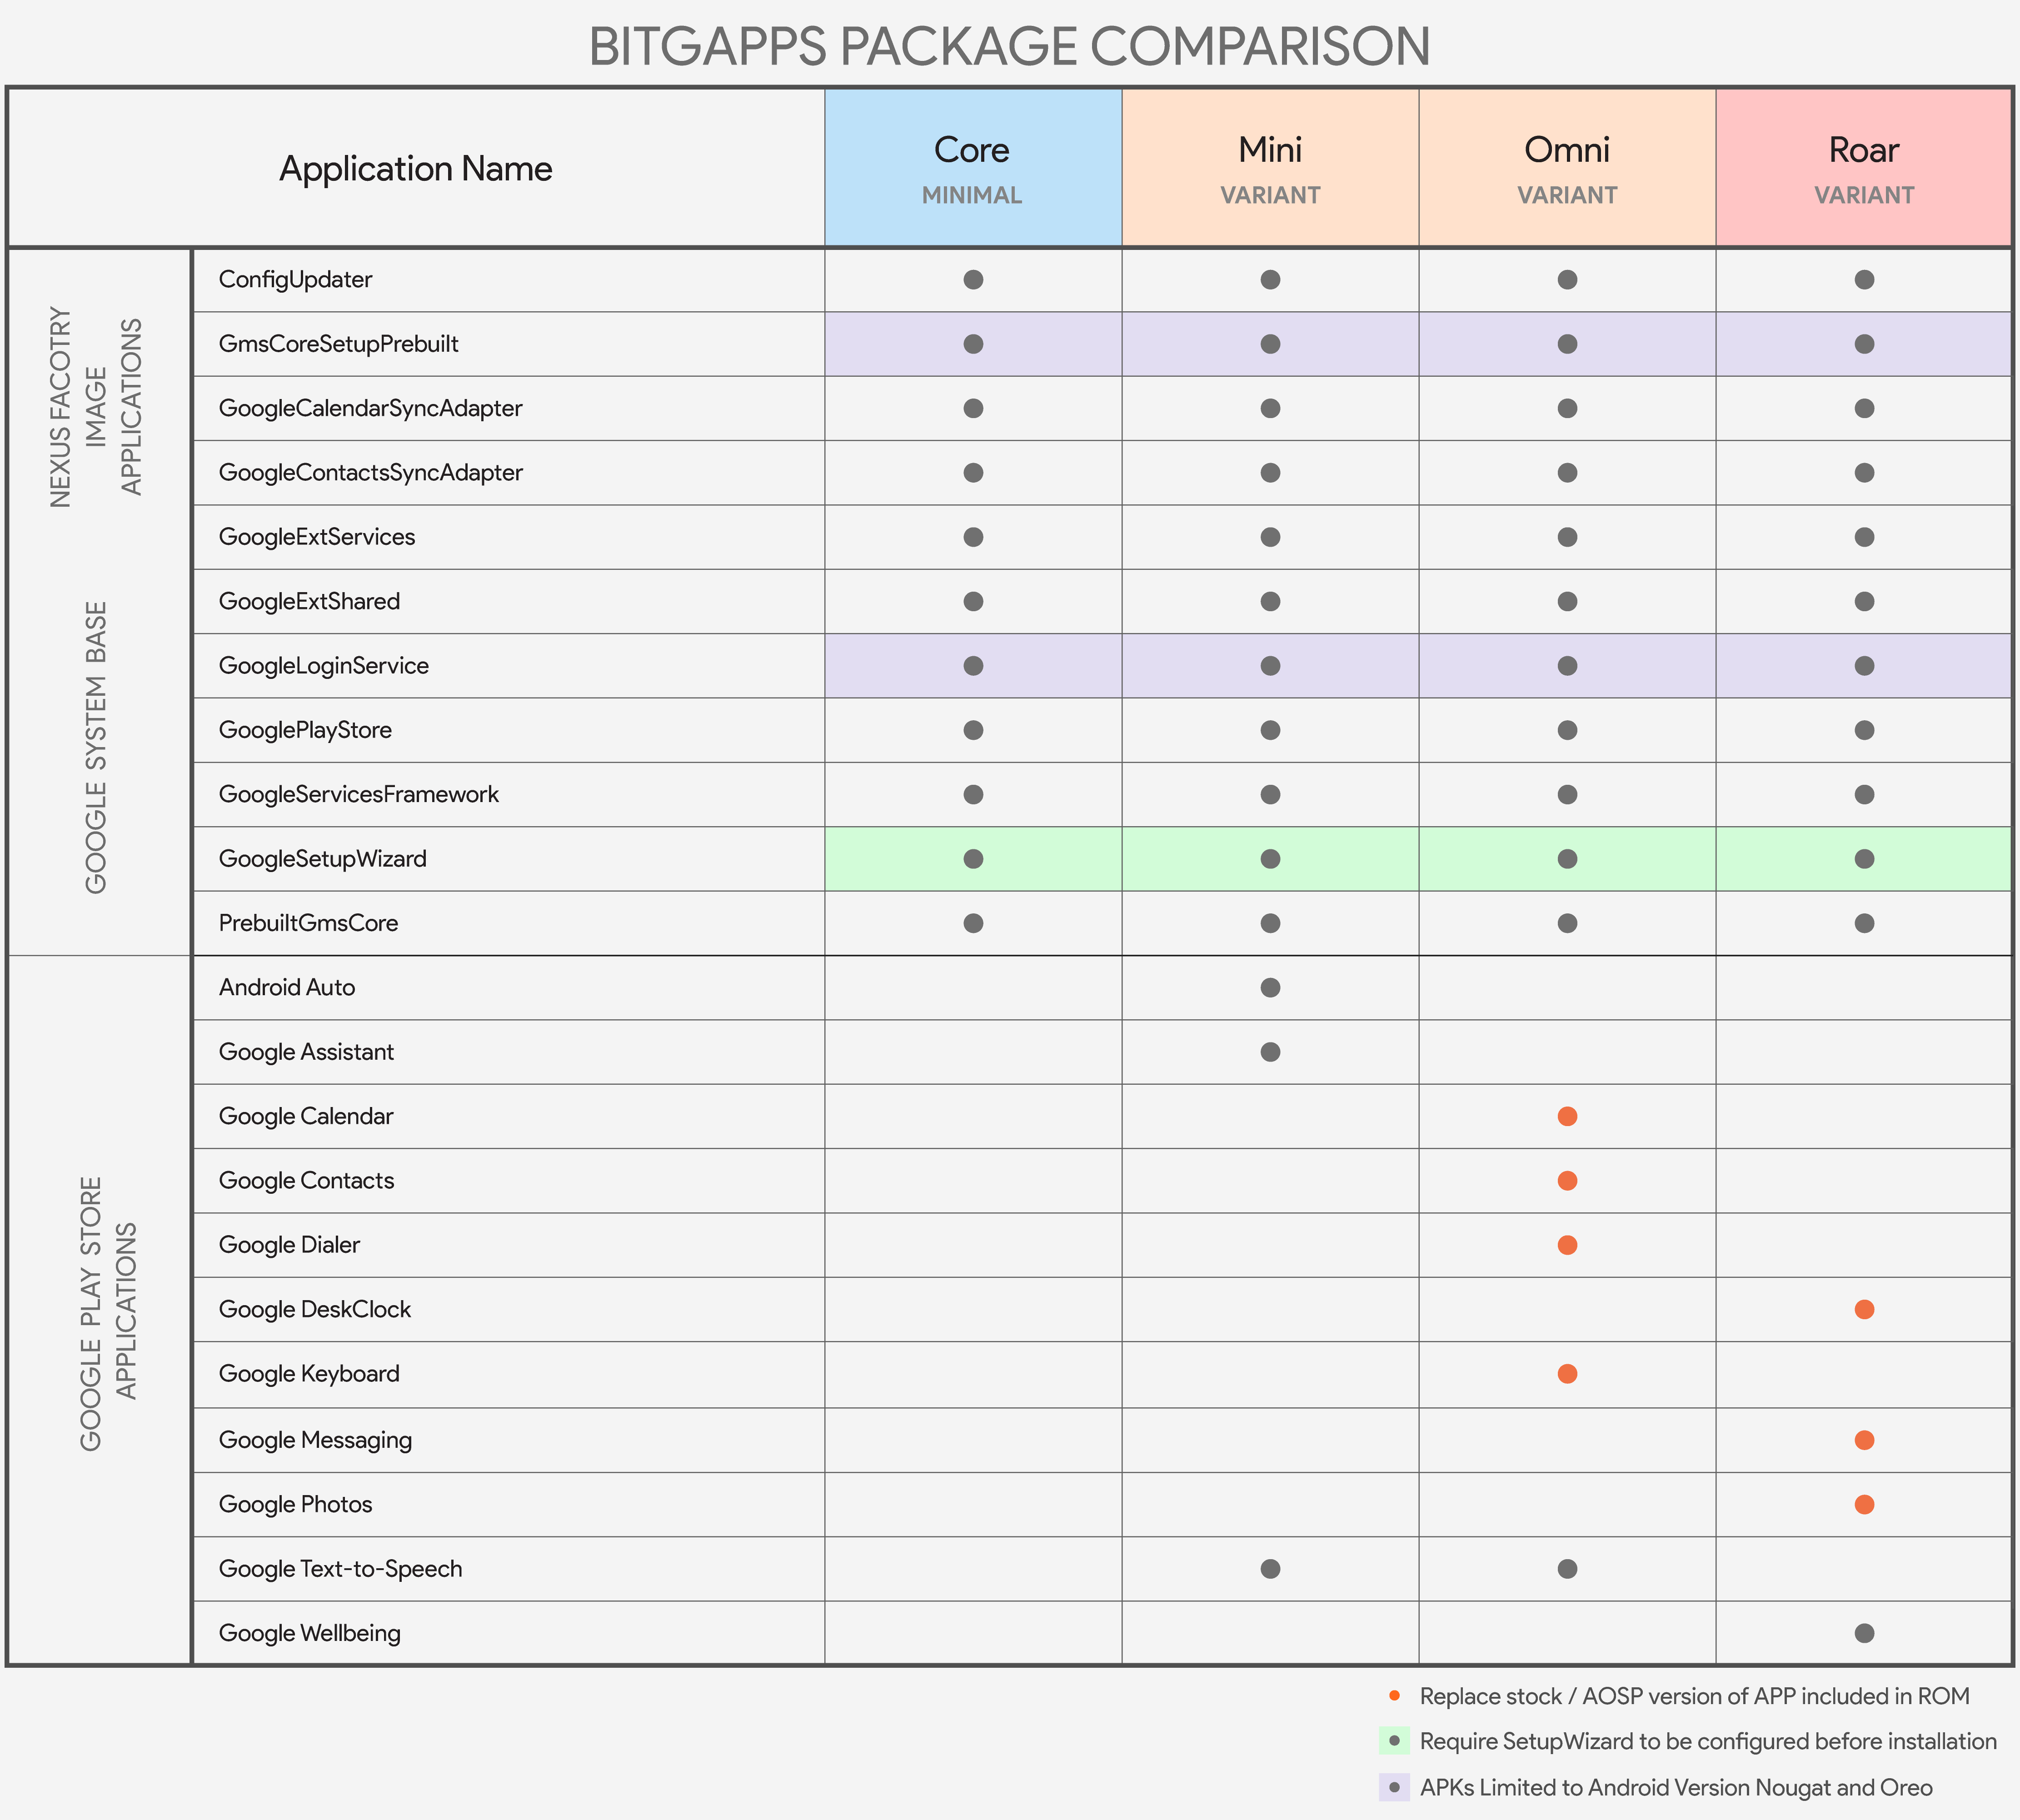 BITGAPPS PACKAGE COMPARISON
Application Name
Core
MINIMAL
Mini
VARIANT
Omni
VARIANT
Roar
VARIANT
NEXUS FACOTRY
IMAGE
APPLICATIONS
GOOGLE SYSTEM BASE
ConfigUpdater
GmsCoreSetupPrebuilt
GoogleCalendarSyncAdapter
GoogleContactsSyncAdapter
GoogleExtServices
GoogleExtShared
GoogleLoginService
GooglePlayStore
GoogleServicesFramework
GoogleSetupWizard
PrebuiltGmsCore
GOOGLE PLAY STORE
APPLICATIONS
Android Auto
Google Assistant
Google Calendar
Google Contacts
Google Dialer
Google DeskClock
Google Keyboard
Google Messaging
Google Photos
Google Text-to-Speech
Google Wellbeing
Replace stock / AOSP version of APP included in ROM
Require SetupWizard to be configured before installation
APKs Limited to Android Version Nougat and Oreo